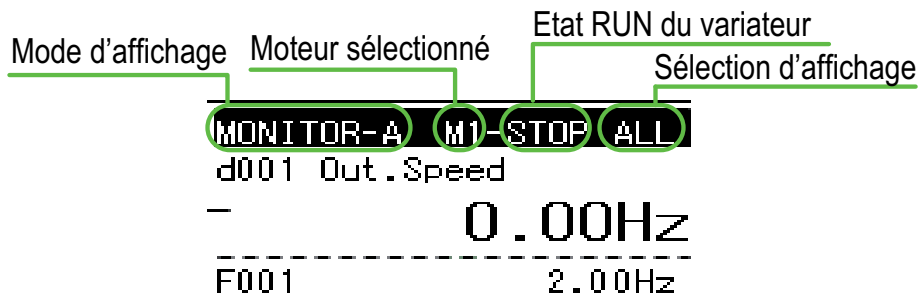 Etat RUN du variateur
Mode d'affichage Moteur sélectionné
Sélection d'affichage
MONITOR-A M1-STOP ALL
d001 Out.Speed
0.00Hz
F001 2.00Hz